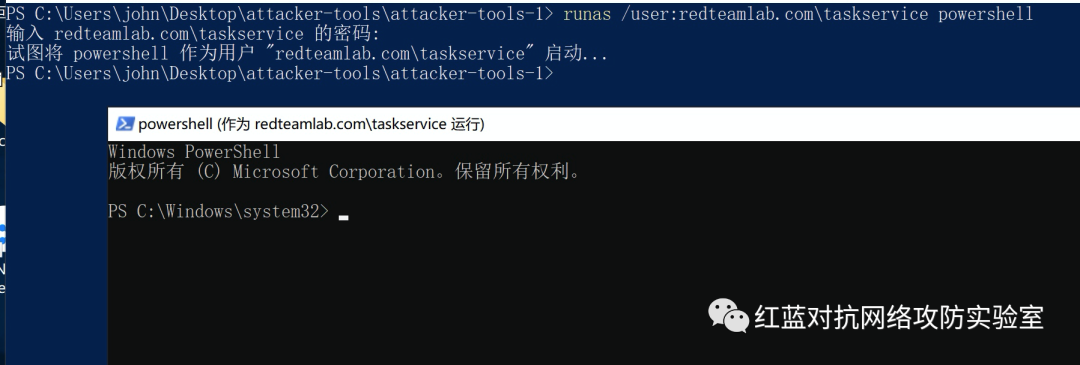 PS C:\Users\john\Desktop\attacker-tools\attacker-tools-1> runas /user:redteamlab.com\taskservice powershell
输入 redteamlab.com\taskservice 的密码:
试图将 powershell 作为用户 "redteamlab.com\taskservice" 启动...
PS C:\Users\john\Desktop\attacker-tools\attacker-tools-1>
powershell (作为 redteamlab.com\taskservice 运行)
Windows PowerShell
版权所有 (C) Microsoft Corporation。保留所有权利。
PS C:\Windows\system32>
红蓝对抗网络攻防实验室